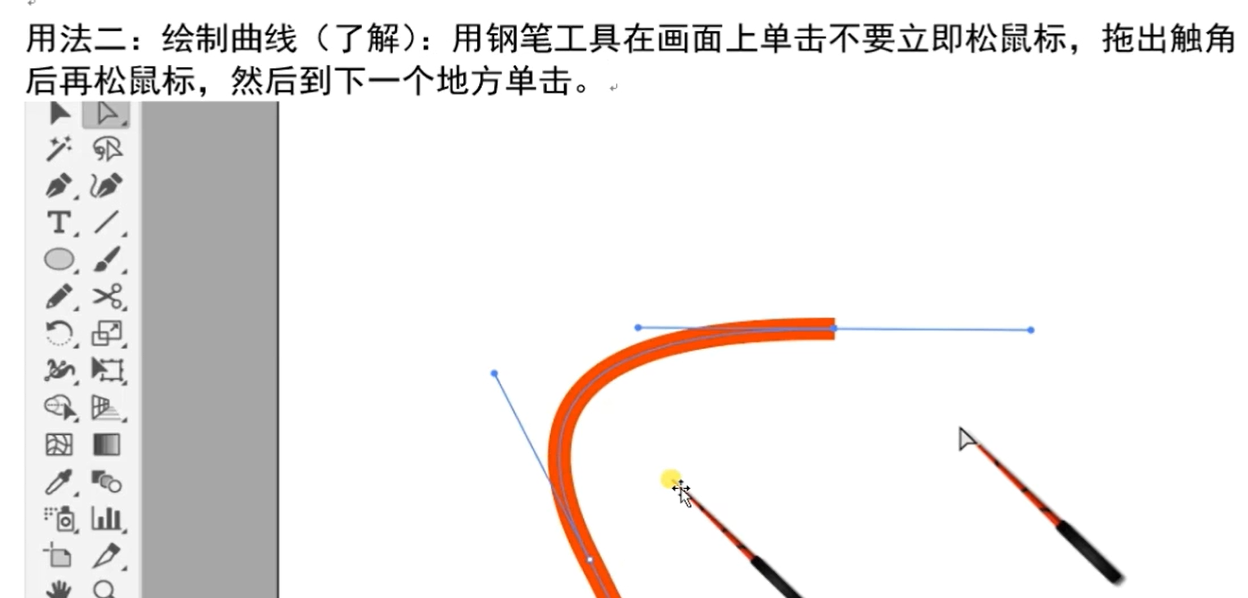 用法二：绘制曲线（了解）：用钢笔工具在画面上单击不要立即松鼠标，拖出触角
后再松鼠标，然后到下一个地方单击。